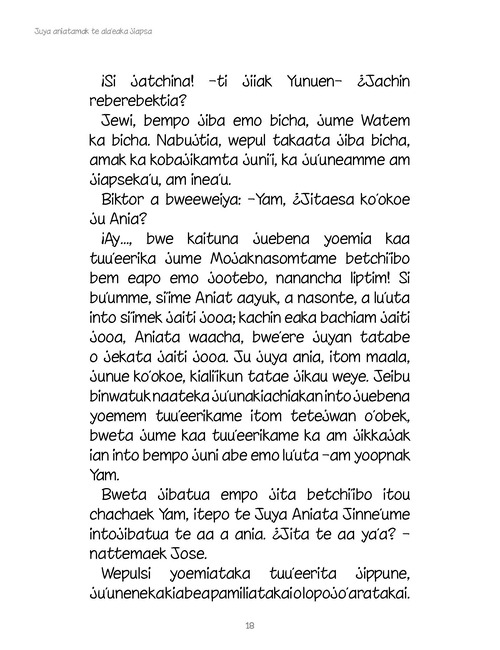 Juya aniatamak te ala'eaka jiapsa
¡Si jatchina! –ti jiiak Yunuen– ¿Jachin
reberebektia?
Jewi, bempo jiba emo bicha, jume Watem
ka bicha. Nabujtia, wepul takaata jiba bicha,
amak ka kobajikamta juni'i, ka ju'uneamme am
jiapseka'u, am inea'u.
Biktor a bweeweiya: –Yam, ¿Jitaesa ko'okoe
ju Ania?
¡Ay..., bwe kaituna juebena yoemia kaa
tuu'eerika jume Mojaknasomtame betchi'ibo
bem eapo emo jootebo, nanancha liptim! Si
bu'umme, si'ime Aniat aayuk, a nasonte, a lu'uta
into si'imek jaiti jooa; kachin eaka bachiam jaiti
jooa, Aniata waacha, bwe'ere juyan tatabe
o jekata jaiti jooa. Ju juya ania, itom maala,
junue ko'okoe, kiali'ikun tatae jikau weye. Jeibu
binwatuk naateka ju'unakiachiakan into juebena
yoemem tuu'eerikame itom tetejwan o'obek,
bweta jume kaa tuu'eerikame ka am jikkajak
ian into bempo juni abe emo lu'uta –am yoopnak
Yam.
Bweta jibatua empo jita betchi'ibo itou
chachaek Yam, itepo te Juya Aniata Jinne'ume
intojibatua te aa a ania. ¿Jita te aa ya'a? –
nattemaek Jose.
Wepulsi yoemiataka tuu'eerita jippune,
ju'unenekakiabeapamiliatakaiolopojo'aratakai.
18